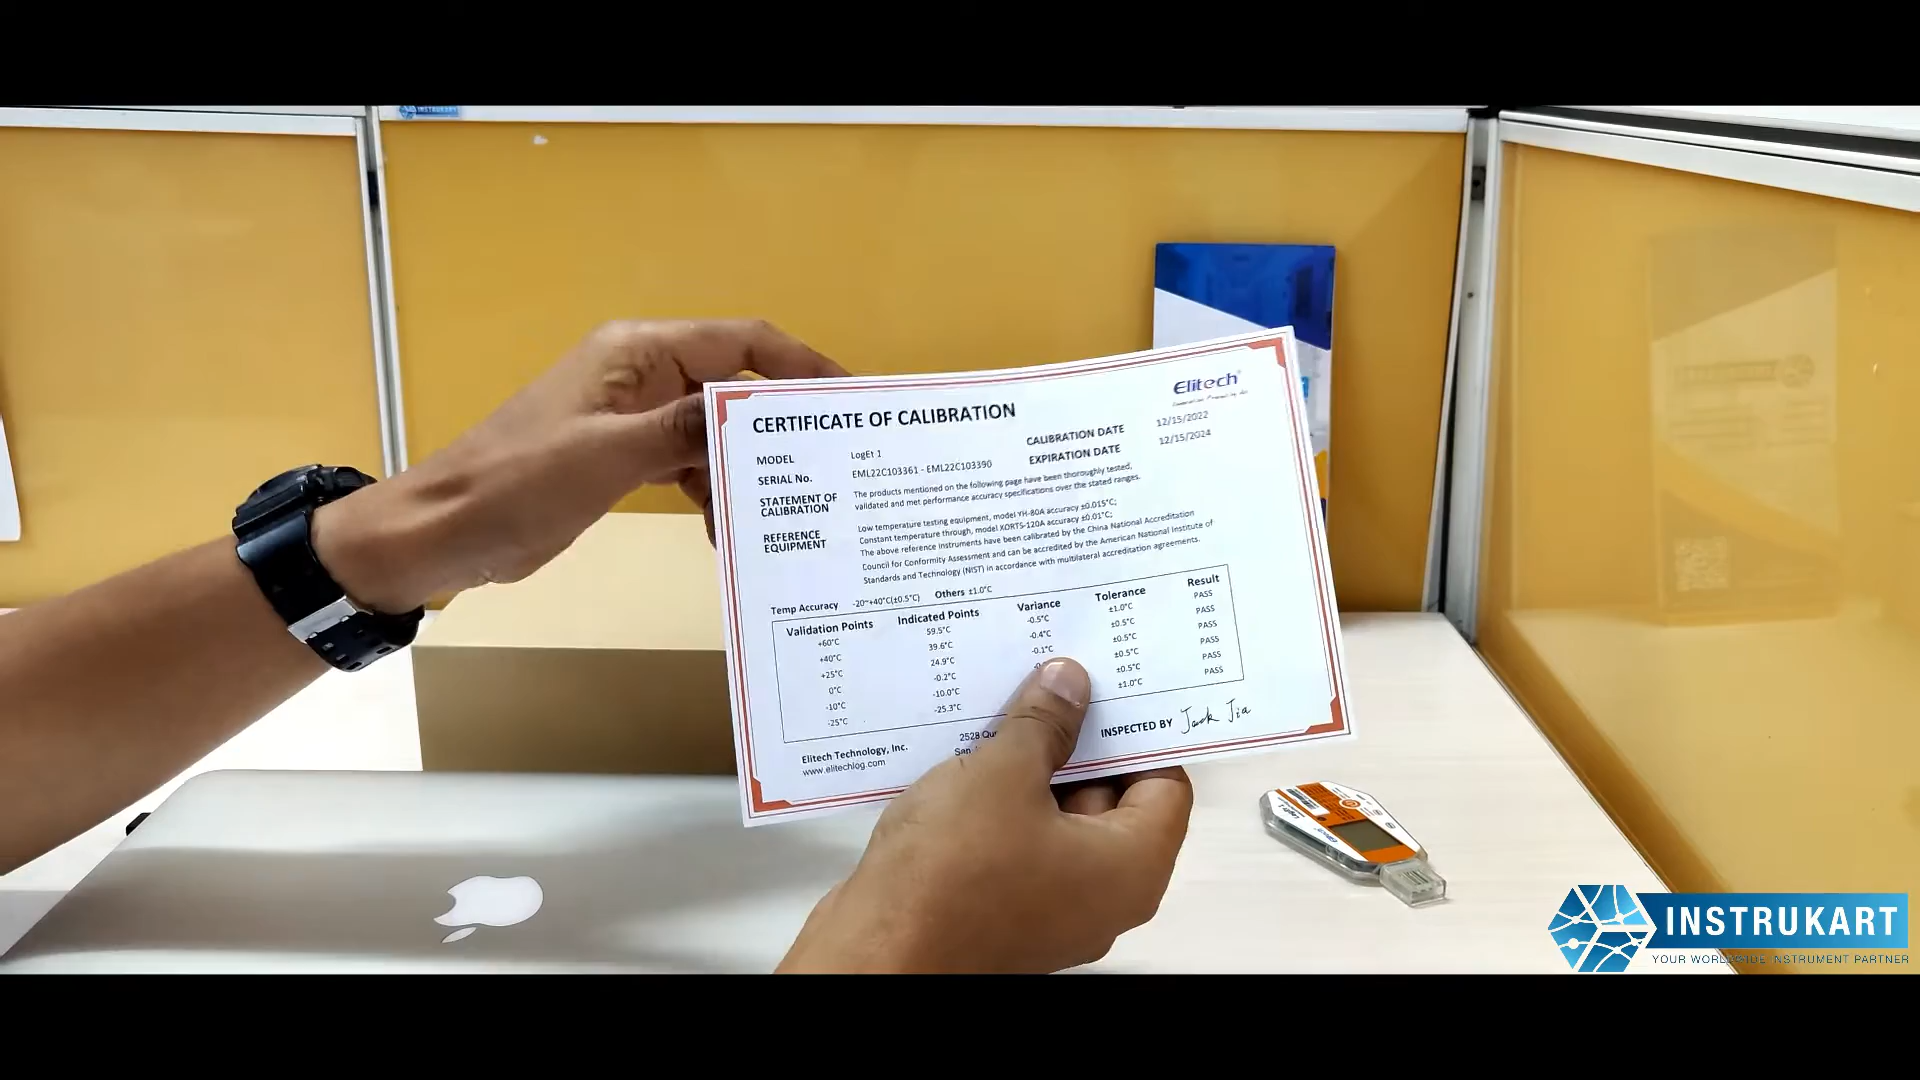 INSTRUKART
Elitech
CERTIFICATE OF CALIBRATION
CALIBRATION DATE 12/15/2022
EXPIRATION DATE 12/15/2024
MODEL LogEt 1
SERIAL No. EML22C103361 - EML22C103390
STATEMENT OF CALIBRATION
The products mentioned on the following page have been thoroughly tested,
validated and met performance accuracy specifications over the stated ranges.
REFERENCE EQUIPMENT
Low temperature testing equipment, model YH-80A accuracy ±0.015°C;
Constant temperature through, model XORTS-120A accuracy ±0.01°C;
The above reference instruments have been calibrated by the China National Accreditation
Council for Conformity Assessment and can be accredited by the American National Institute of
Standards and Technology (NIST) in accordance with multilateral accreditation agreements.
Temp Accuracy -20~+40°C(±0.5°C) Others ±1.0°C
Validation Points Indicated Points Variance Tolerance Result
+60°C 59.5°C -0.5°C ±1.0°C PASS
+40°C 39.6°C -0.4°C ±0.5°C PASS
+25°C 24.9°C -0.1°C ±0.5°C PASS
0°C -0.2°C ±0.5°C PASS
-10°C -10.0°C ±0.5°C PASS
-25°C -25.3°C ±1.0°C PASS
Elitech Technology, Inc. 2528
www.elitechlog.com San
INSPECTED BY Jack Jia
INSTRUKART
YOUR WORLDWIDE INSTRUMENT PARTNER